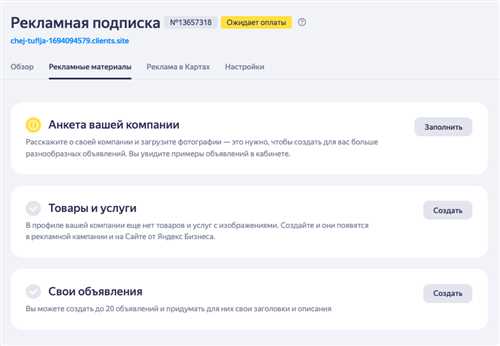 Рекламная подписка №13657318 Ожидает оплаты
chej-tuflja-1694094579.clients.site
Обзор Рекламные материалы Реклама в Картах Настройки
Анкета вашей компании Заполнить
Расскажите о своей компании и загрузите фотографии — это нужно, чтобы создать для вас больше
разнообразных объявлений. Вы увидите примеры объявлений в кабинете.
Товары и услуги Создать
В профиле вашей компании еще нет товаров и услуг с изображениями. Создайте и они появятся
в рекламной кампании и на Сайте от Яндекс Бизнеса.
Свои объявления Создать
Вы можете создать до 20 объявлений и придумать для них свои заголовки и описания